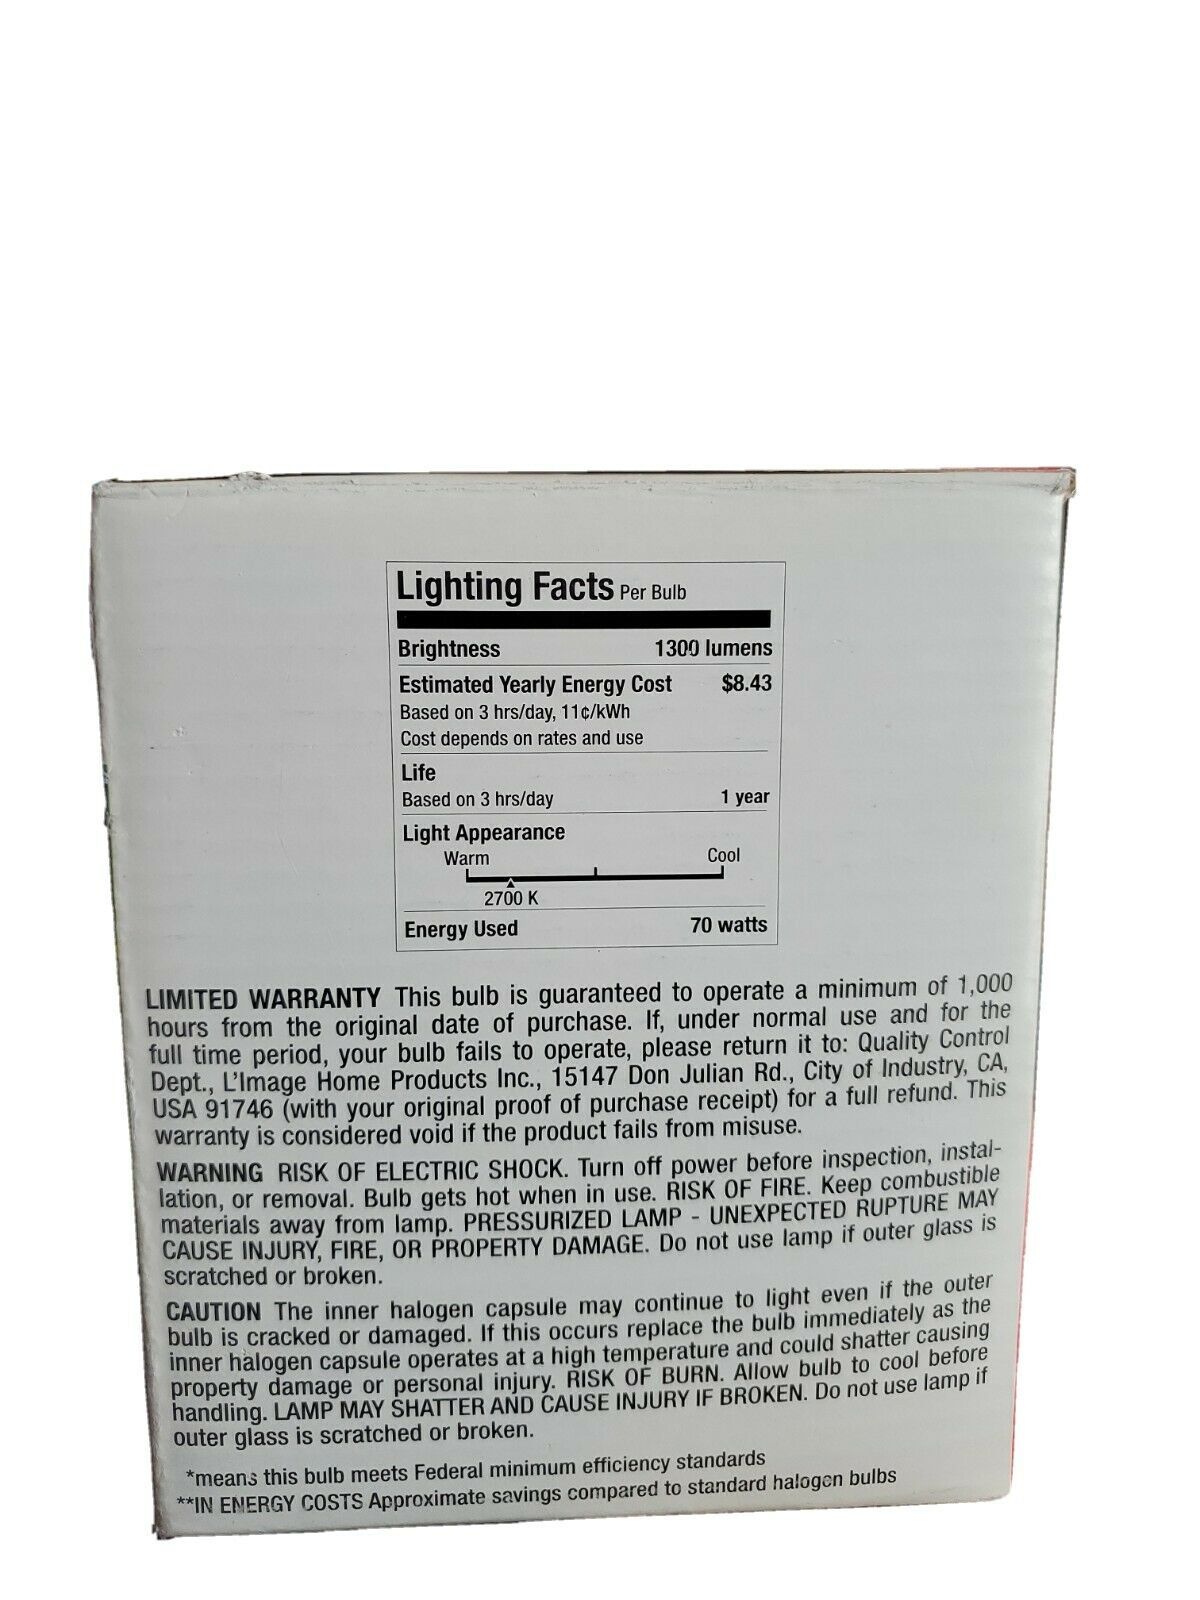 Lighting Facts Per Bulb
Brightness 1300 lumens
Estimated Yearly Energy Cost $8.43
Based on 3 hrs/day, 11¢/kWh
Cost depends on rates and use
Life
Based on 3 hrs/day 1 year
Light Appearance
Warm Cool
2700 K
Energy Used 70 watts
LIMITED WARRANTY This bulb is guaranteed to operate a minimum of 1,000
hours from the original date of purchase. If, under normal use and for the
full time period, your bulb fails to operate, please return it to: Quality Control
Dept., L'Image Home Products Inc., 15147 Don Julian Rd., City of Industry, CA,
USA 91746 (with your original proof of purchase receipt) for a full refund. This
warranty is considered void if the product fails from misuse.
WARNING RISK OF ELECTRIC SHOCK. Turn off power before inspection, instal-
lation, or removal. Bulb gets hot when in use. RISK OF FIRE. Keep combustible
materials away from lamp. PRESSURIZED LAMP - UNEXPECTED RUPTURE MAY
CAUSE INJURY, FIRE, OR PROPERTY DAMAGE. Do not use lamp if outer glass is
scratched or broken.
CAUTION The inner halogen capsule may continue to light even if the outer
bulb is cracked or damaged. If this occurs replace the bulb immediately as the
inner halogen capsule operates at a high temperature and could shatter causing
property damage or personal injury. RISK OF BURN. Allow bulb to cool before
handling. LAMP MAY SHATTER AND CAUSE INJURY IF BROKEN. Do not use lamp if
outer glass is scratched or broken.
*means this bulb meets Federal minimum efficiency standards
**IN ENERGY COSTS Approximate savings compared to standard halogen bulbs